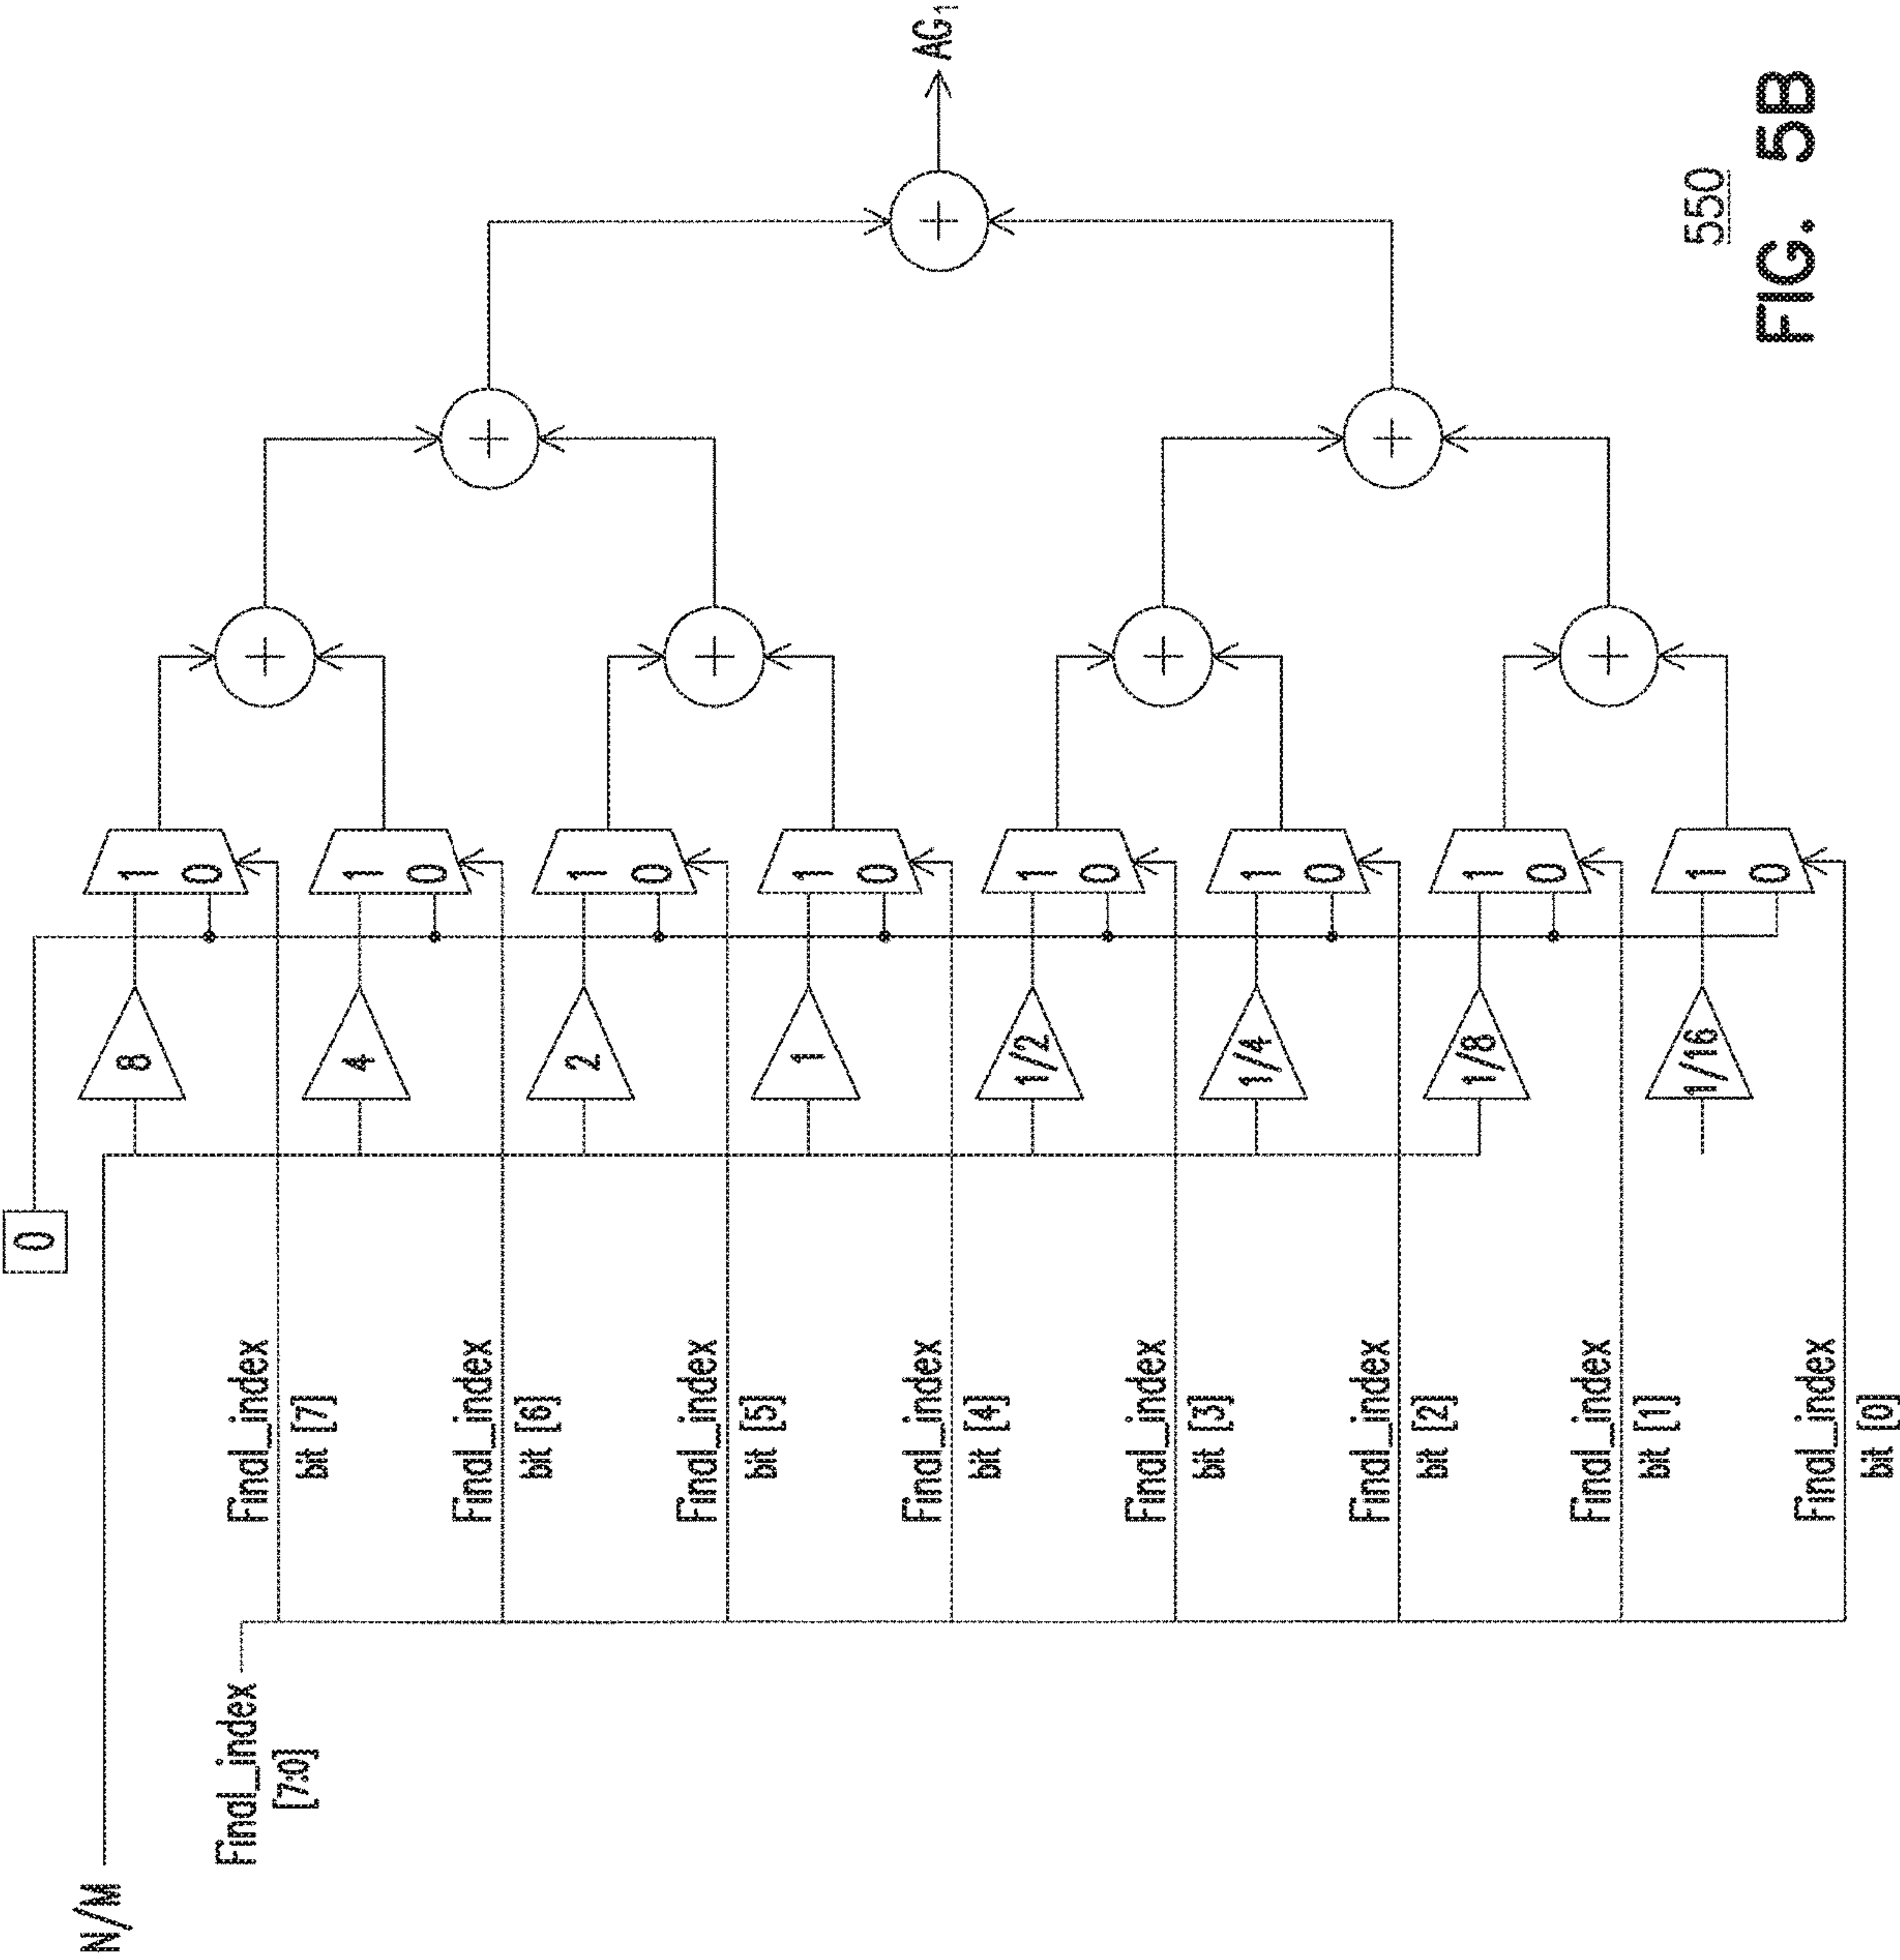 N/M
Final_index
[7:0]
0
Final_index
bit [7]
8
1
0
Final_index
bit [6]
4
1
0
Final_index
bit [5]
2
1
0
Final_index
bit [4]
1
1
0
Final_index
bit [3]
1/2
1
0
Final_index
bit [2]
1/4
1
0
Final_index
bit [1]
1/8
1
0
Final_index
bit [0]
1/16
1
0
+
+
+
+
+
+
+
AG1
550
FIG. 5B